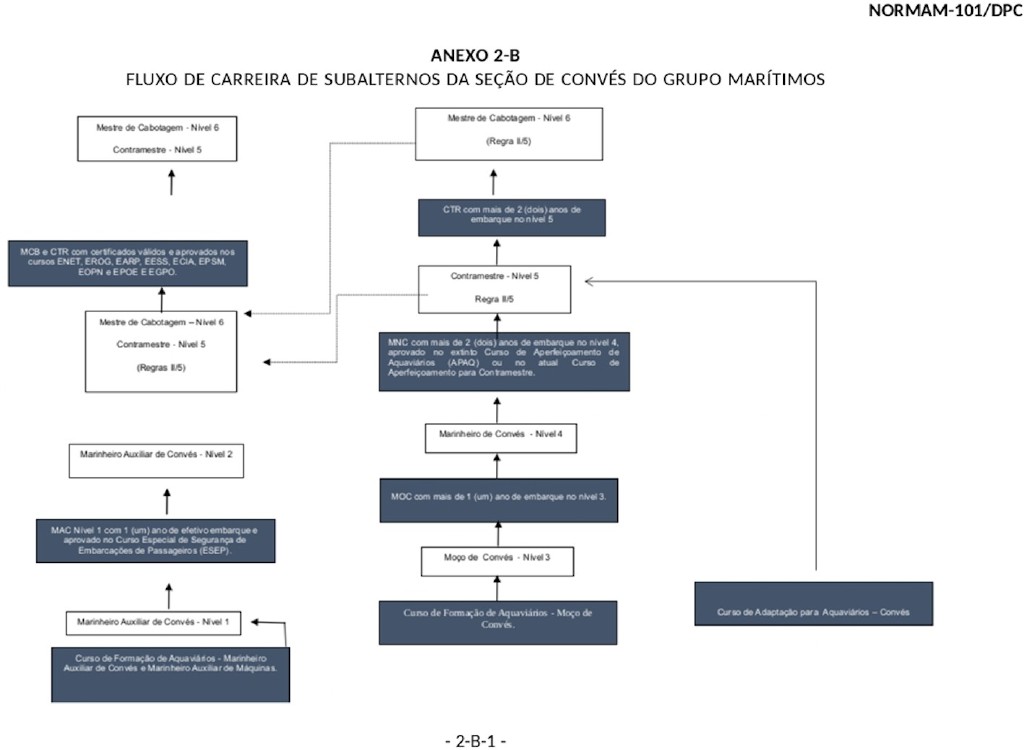 NORMAM-101/DPC
ANEXO 2-B
FLUXO DE CARREIRA DE SUBALTERNOS DA SEÇÃO DE CONVÉS DO GRUPO MARÍTIMOS
Mestre de Cabotagem - Nível 6
Contramestre - Nível 5
MCB e CTR com certificados válidos e aprovados nos
cursos ENET, EROG, EARP, EESS, ECIA, EPSM,
EOPN e EPOE E EGPO.
Mestre de Cabotagem – Nível 6
Contramestre - Nível 5
(Regras II/5)
Marinheiro Auxiliar de Convés - Nível 2
MAC Nível 1 com 1 (um) ano de efetivo embarque e
aprovado no Curso Especial de Segurança de
Embarcações de Passageiros (ESEP).
Marinheiro Auxiliar de Convés - Nível 1
Curso de Formação de Aquaviários - Marinheiro
Auxiliar de Convés e Marinheiro Auxiliar de Máquinas.
Mestre de Cabotagem - Nível 6
(Regra II/5)
CTR com mais de 2 (dois) anos de
embarque no nível 5
Contramestre - Nível 5
Regra II/5
MNC com mais de 2 (dois) anos de embarque no nível 4,
aprovado no extinto Curso de Aperfeiçoamento de
Aquaviários (APAQ) ou no atual Curso de
Aperfeiçoamento para Contramestre.
Marinheiro de Convés - Nível 4
MOC com mais de 1 (um) ano de embarque no nível 3.
Moço de Convés - Nível 3
Curso de Formação de Aquaviários - Moço de
Convés.
Curso de Adaptação para Aquaviários – Convés
- 2-B-1 -